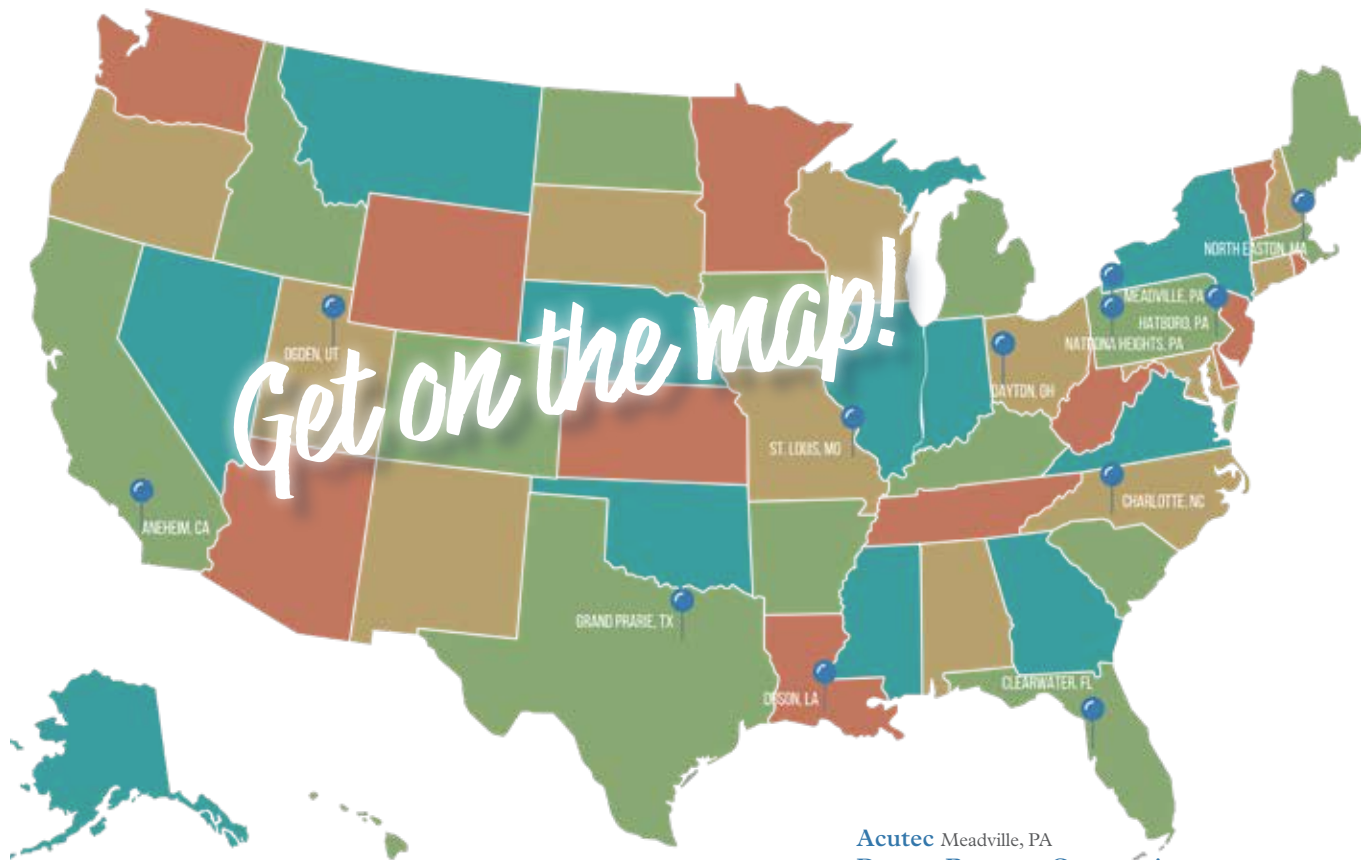 Get on the map!
NORTH EASTON, MA
MEADVILLE, PA
HATBORO, PA
NATRONA HEIGHTS, PA
OGDEN, UT
DAYTON, OH
ST. LOUIS, MO
CHARLOTTE, NC
ANEHEIM, CA
GRAND PRARIE, TX
LA
CLEARWATER, FL
Acutec Meadville, PA